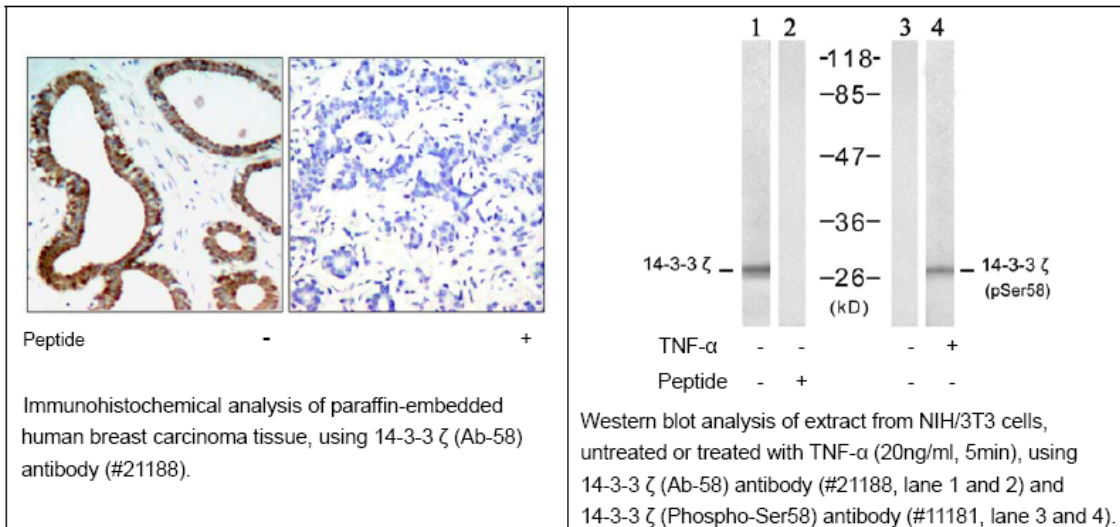 Peptide - +
Immunohistochemical analysis of paraffin-embedded
human breast carcinoma tissue, using 14-3-3 ζ (Ab-58)
antibody (#21188).
1 2 3 4
-118-
-85-
-47-
-36-
14-3-3 ζ
-26-
14-3-3 ζ
(pSer58)
(kD)
TNF-α - - - +
Peptide - + - -
Western blot analysis of extract from NIH/3T3 cells,
untreated or treated with TNF-α (20ng/ml, 5min), using
14-3-3 ζ (Ab-58) antibody (#21188, lane 1 and 2) and
14-3-3 ζ (Phospho-Ser58) antibody (#11181, lane 3 and 4).